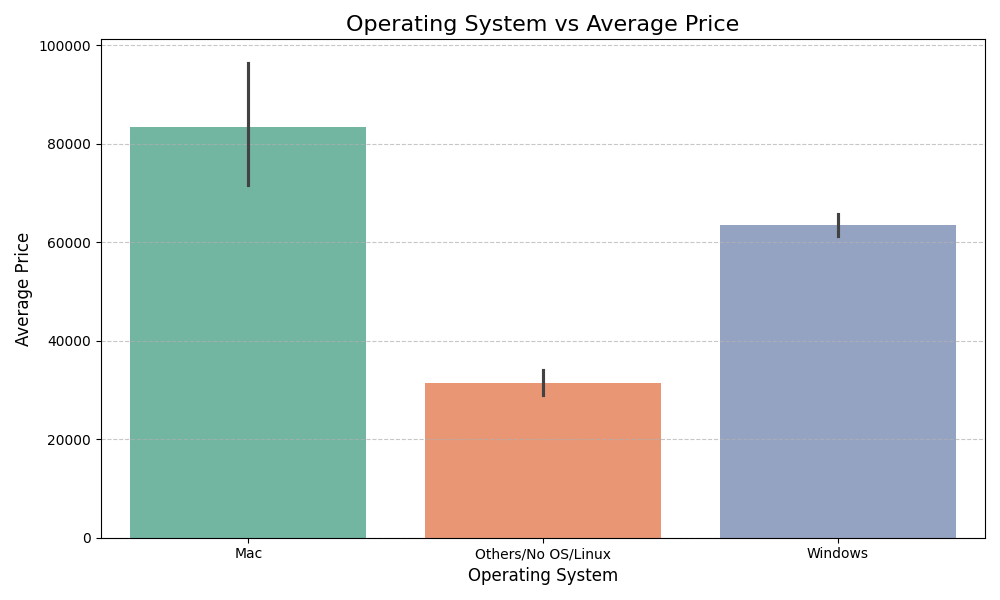 Operating System vs Average Price
100000
80000
60000
40000
20000
0
Average Price
Mac
Others/No OS/Linux
Windows
Operating System